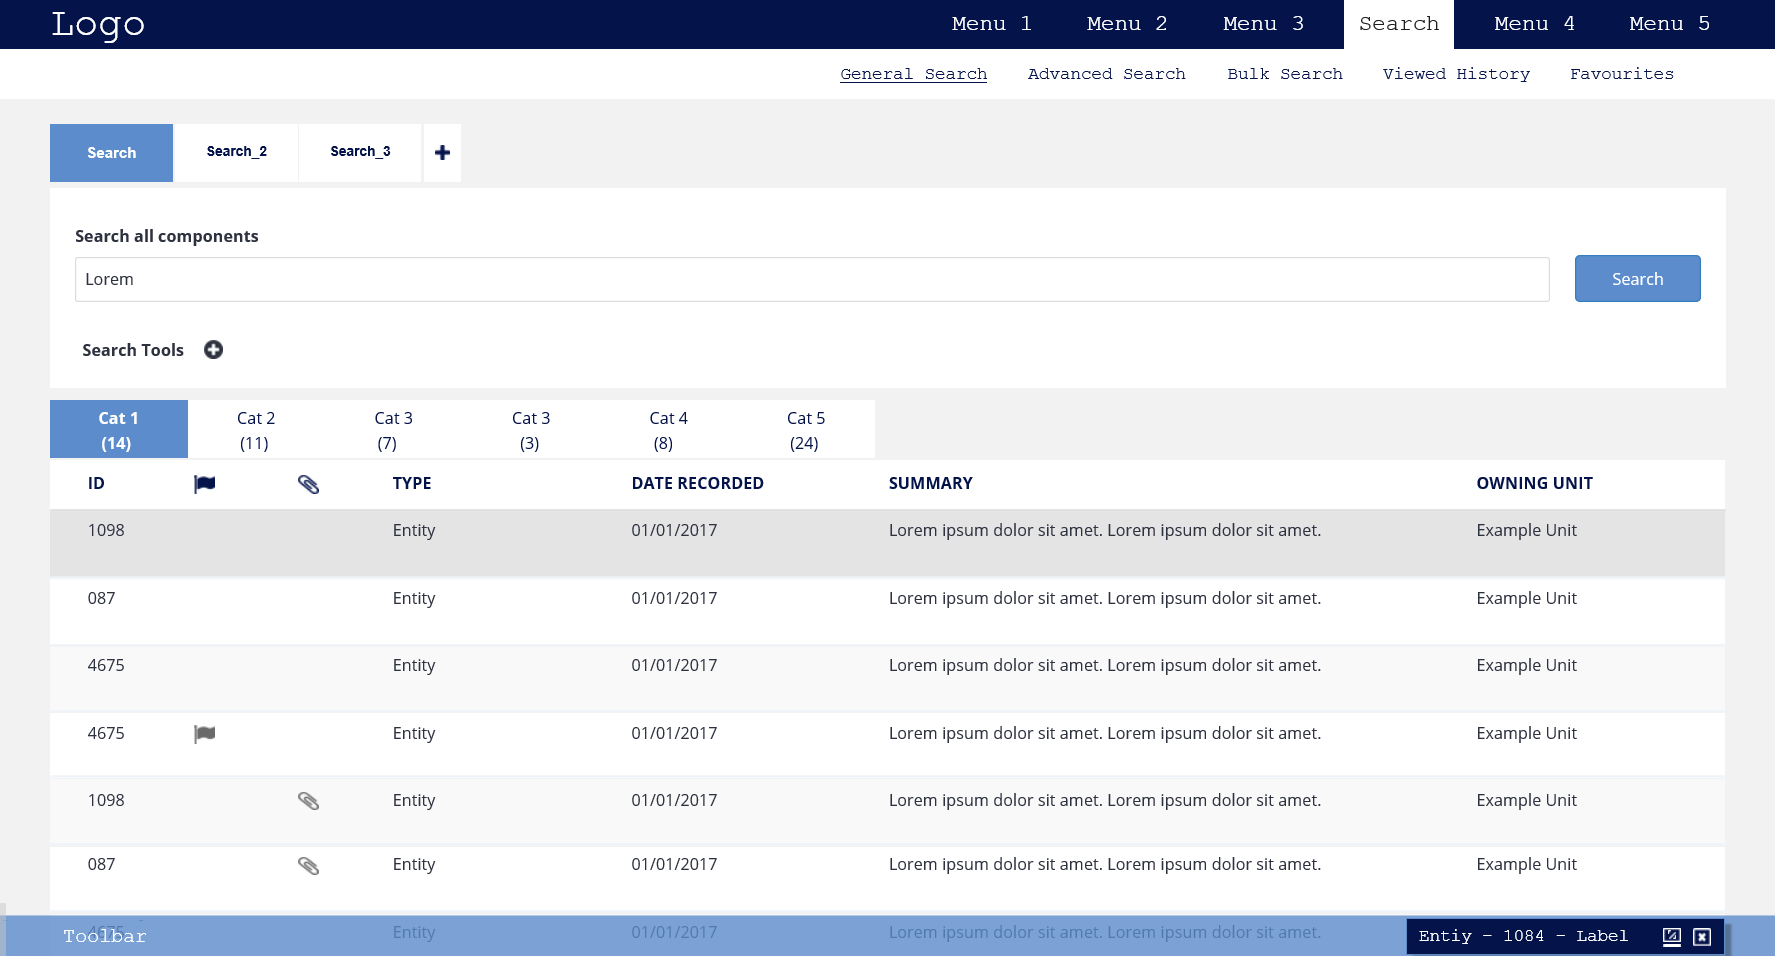 Logo
Menu 1 Menu 2 Menu 3 Search Menu 4 Menu 5
General Search Advanced Search Bulk Search Viewed History Favourites
Search Search_2 Search_3
Search all components
Lorem Search
Search Tools
Cat 1 Cat 2 Cat 3 Cat 3 Cat 4 Cat 5
(14) (11) (7) (3) (8) (24)
ID TYPE DATE RECORDED SUMMARY OWNING UNIT
1098 Entity 01/01/2017 Lorem ipsum dolor sit amet. Lorem ipsum dolor sit amet. Example Unit
087 Entity 01/01/2017 Lorem ipsum dolor sit amet. Lorem ipsum dolor sit amet. Example Unit
4675 Entity 01/01/2017 Lorem ipsum dolor sit amet. Lorem ipsum dolor sit amet. Example Unit
4675 Entity 01/01/2017 Lorem ipsum dolor sit amet. Lorem ipsum dolor sit amet. Example Unit
1098 Entity 01/01/2017 Lorem ipsum dolor sit amet. Lorem ipsum dolor sit amet. Example Unit
087 Entity 01/01/2017 Lorem ipsum dolor sit amet. Lorem ipsum dolor sit amet. Example Unit
4675 Entity 01/01/2017 Lorem ipsum dolor sit amet. Lorem ipsum dolor sit amet.
Toolbar Entiy - 1084 - Label